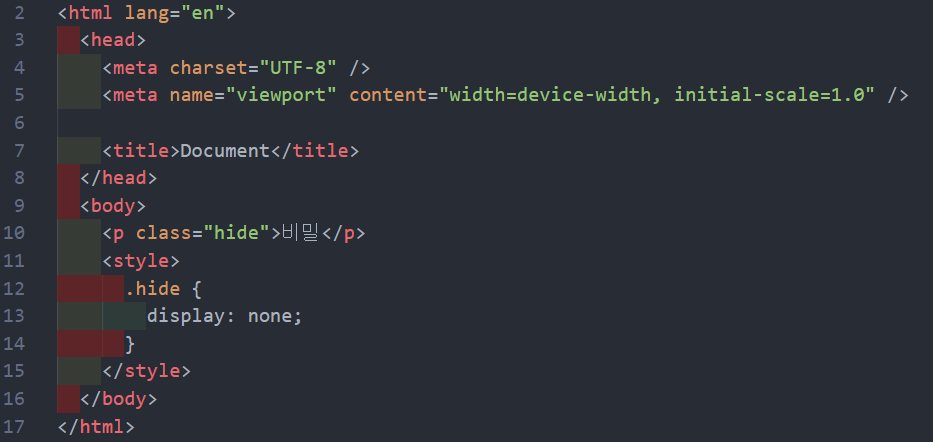 2 <html lang="en">
3 <head>
4 <meta charset="UTF-8" />
5 <meta name="viewport" content="width=device-width, initial-scale=1.0" />
6
7 <title>Document</title>
8 </head>
9 <body>
10 <p class="hide">비밀</p>
11 <style>
12 .hide {
13 display: none;
14 }
15 </style>
16 </body>
17 </html>